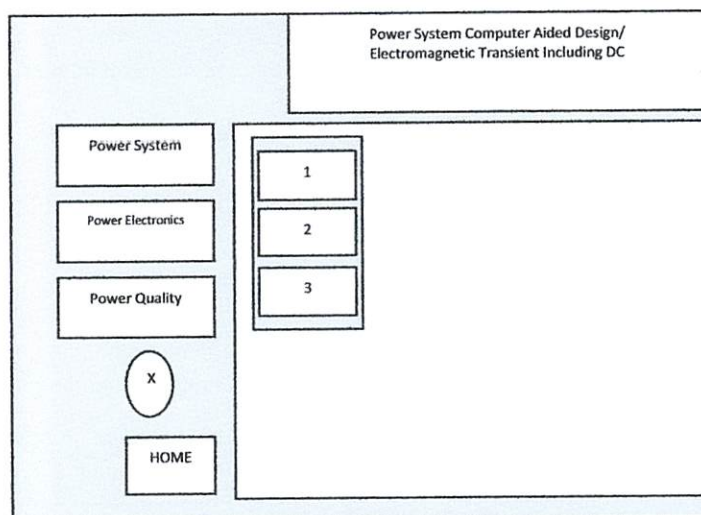 Power System Computer Aided Design/
Electromagnetic Transient Including DC
Power System
Power Electronics
Power Quality
X
HOME
1
2
3